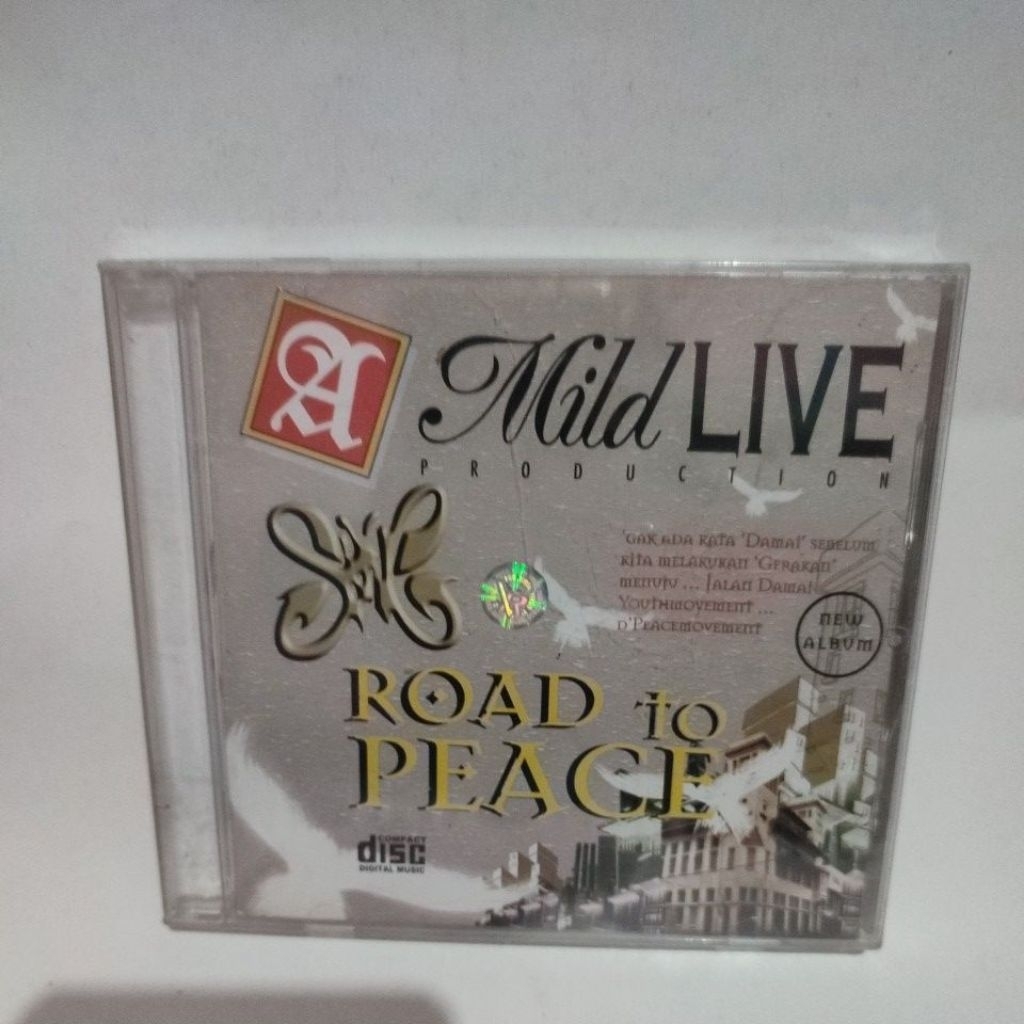 A Mild LIVE
PRODUCTION
Slank
'GAK ADA KATA 'DAMAI' SEBELUM
KITA MELAKUKAN 'GERAKAN'
MENUJU ... JALAN DAMAI
YOUTHMOVEMENT ...
D'PEACEMOVEMENT
NEW
ALBUM
ROAD TO
PEACE
COMPACT
disc
DIGITAL MUSIC